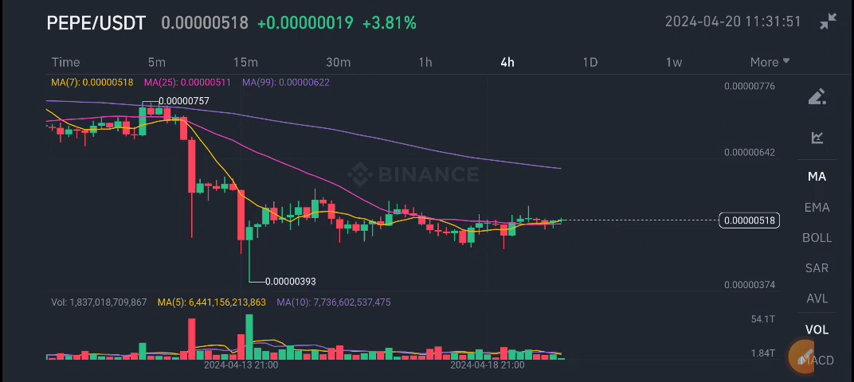 PEPE/USDT 0.00000518 +0.00000019 +3.81% 2024-04-20 11:31:51
Time 5m 15m 30m 1h 4h 1D 1w More
MA(7): 0.00000518 MA(25): 0.00000511 MA(99): 0.00000622
0.00000776
0.00000757
0.00000642
BINANCE
MA
EMA
0.00000518
BOLL
SAR
0.00000393
0.00000374
AVL
Vol: 1,837,018,709,867 MA(5): 6,441,156,213,863 MA(10): 7,736,602,537,475
54.1T
VOL
1.84T
MACD
2024-04-13 21:00 2024-04-18 21:00